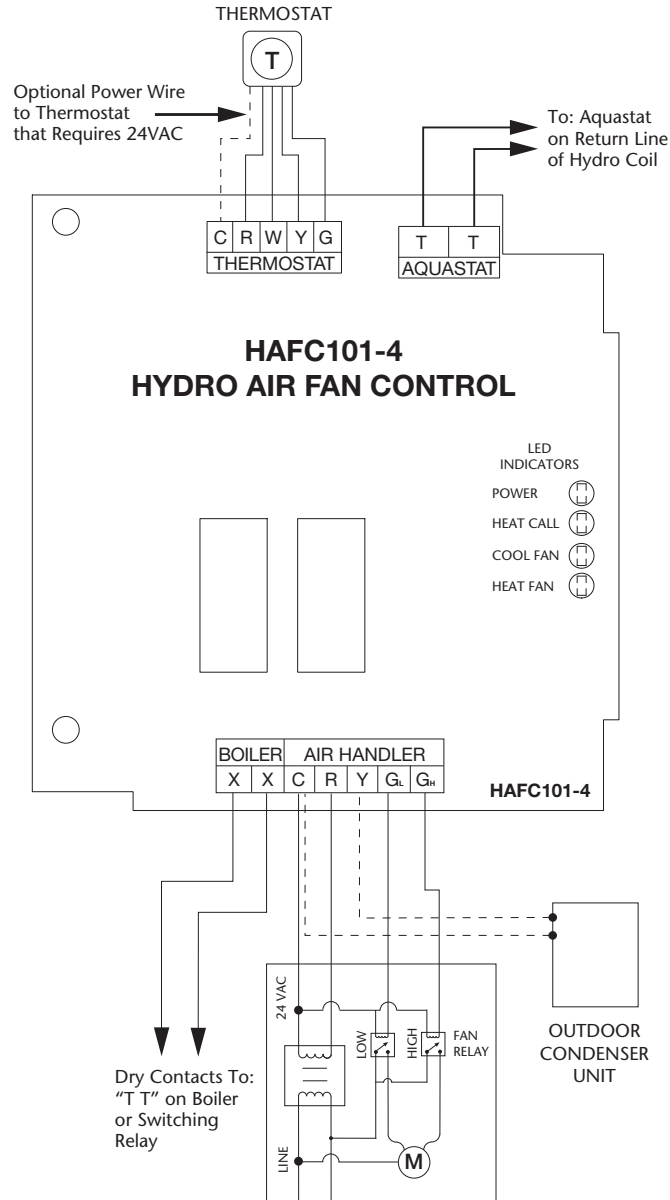 THERMOSTAT
T
Optional Power Wire
to Thermostat
that Requires 24VAC
To: Aquastat
on Return Line
of Hydro Coil
C R W Y G
THERMOSTAT
T T
AQUASTAT
HAFC101-4
HYDRO AIR FAN CONTROL
LED
INDICATORS
POWER
HEAT CALL
COOL FAN
HEAT FAN
BOILER AIR HANDLER
X X C R Y GL GH
HAFC101-4
24 VAC
LOW
HIGH
FAN
RELAY
OUTDOOR
CONDENSER
UNIT
Dry Contacts To:
“T T” on Boiler
or Switching
Relay
LINE
M